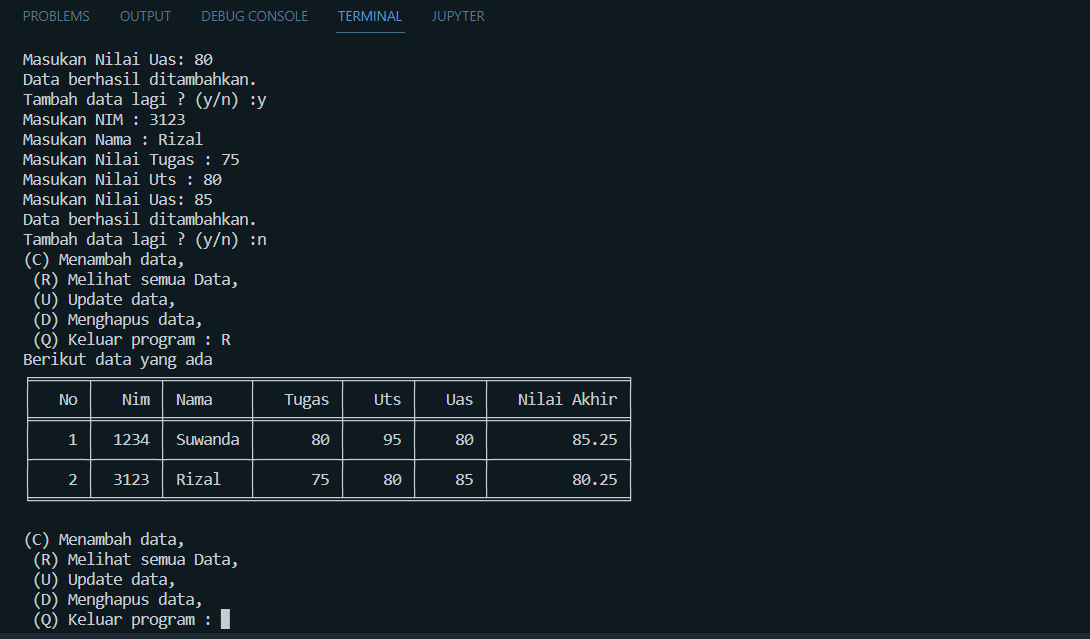 PROBLEMS OUTPUT DEBUG CONSOLE TERMINAL JUPYTER
Masukan Nilai Uas: 80
Data berhasil ditambahkan.
Tambah data lagi ? (y/n) :y
Masukan NIM : 3123
Masukan Nama : Rizal
Masukan Nilai Tugas : 75
Masukan Nilai Uts : 80
Masukan Nilai Uas: 85
Data berhasil ditambahkan.
Tambah data lagi ? (y/n) :n
(C) Menambah data,
(R) Melihat semua Data,
(U) Update data,
(D) Menghapus data,
(Q) Keluar program : R
Berikut data yang ada
No Nim Nama Tugas Uts Uas Nilai Akhir
1 1234 Suwanda 80 95 80 85.25
2 3123 Rizal 75 80 85 80.25
(C) Menambah data,
(R) Melihat semua Data,
(U) Update data,
(D) Menghapus data,
(Q) Keluar program :